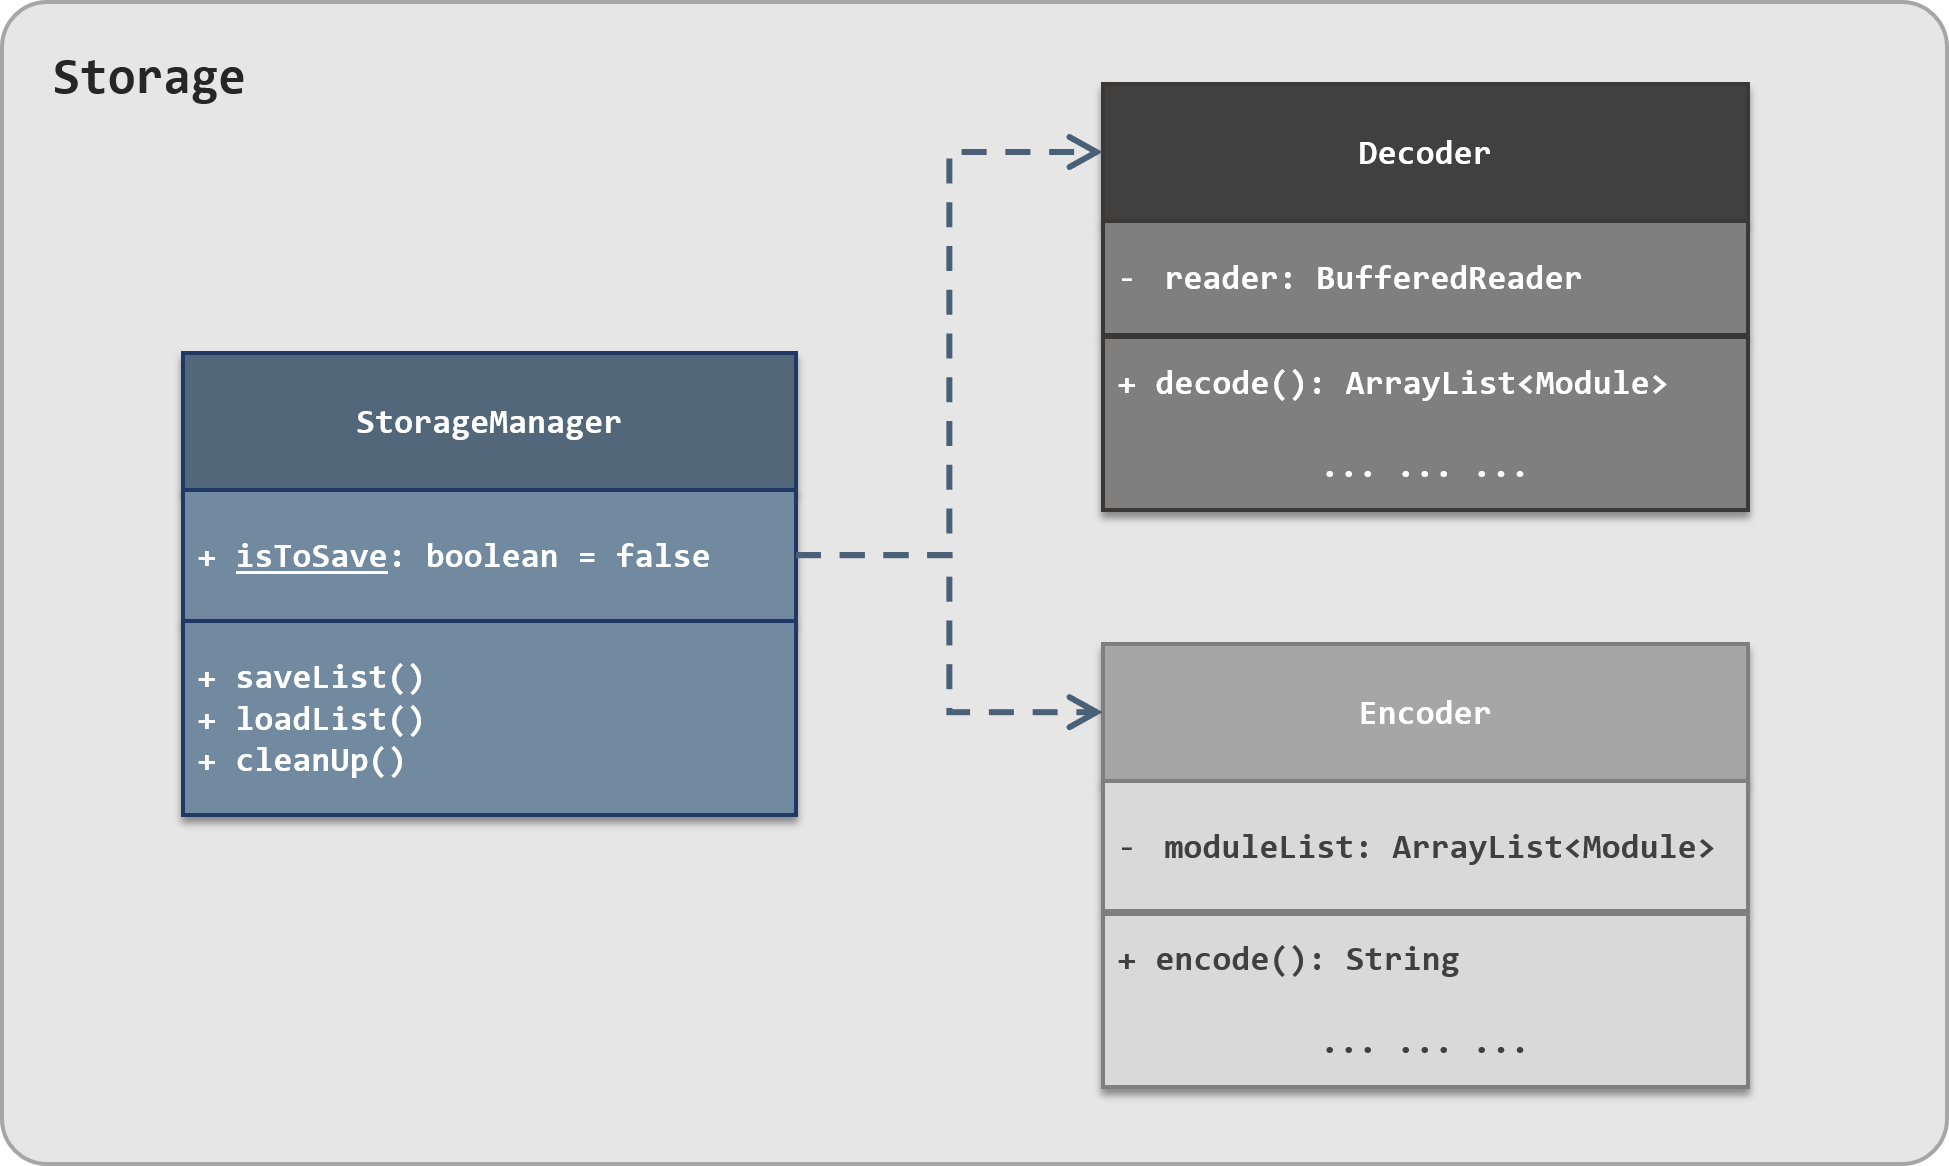 Storage
StorageManager
+ isToSave: boolean = false
+ saveList()
+ loadList()
+ cleanUp()
Decoder
- reader: BufferedReader
+ decode(): ArrayList<Module>
... ... ...
Encoder
- moduleList: ArrayList<Module>
+ encode(): String
... ... ...